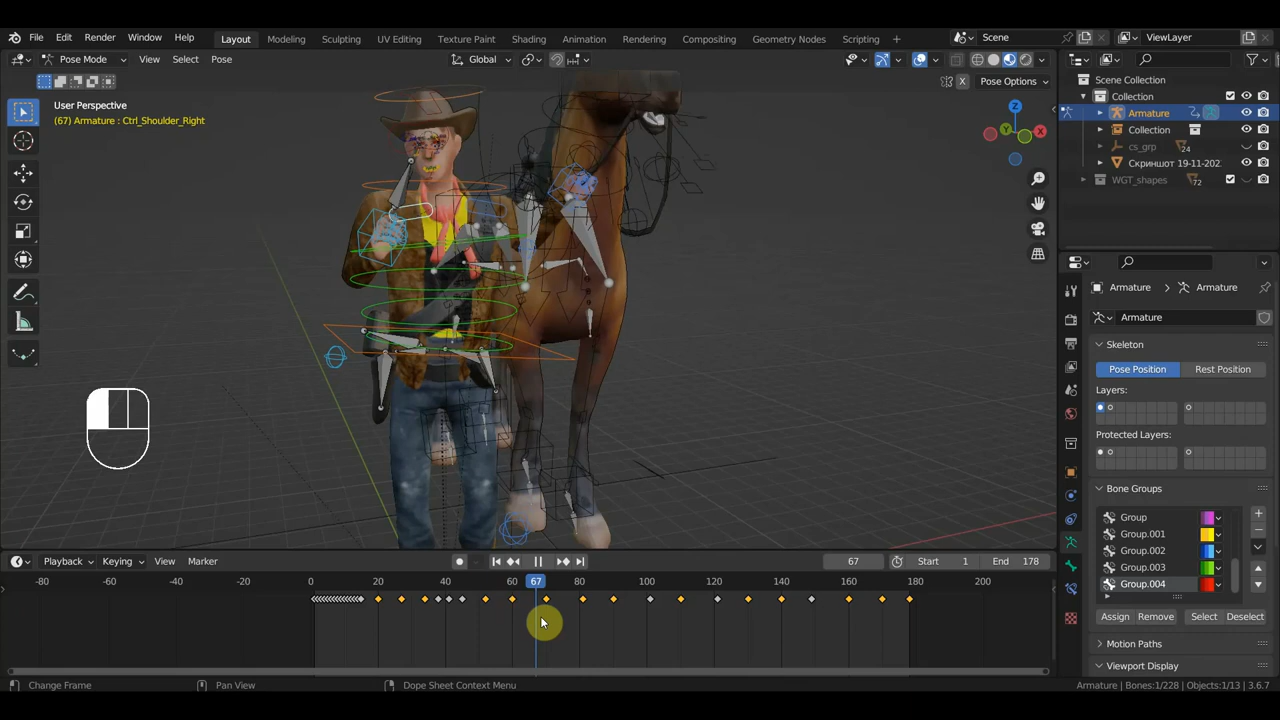 File Edit Render Window Help Layout Modeling Sculpting UV Editing Texture Paint Shading Animation Rendering Compositing Geometry Nodes Scripting + Scene ViewLayer
Pose Mode View Select Pose Global
X Pose Options
User Perspective
(67) Armature : Ctrl_Shoulder_Right
Z
Y
X
Scene Collection
Collection
Armature
Collection
cs_grp 24
Скриншот 19-11-202
WGT_shapes 72
Armature > Armature
Armature
Skeleton
Pose Position Rest Position
Layers:
Protected Layers:
Bone Groups
Group
Group.001
Group.002
Group.003
Group.004
Assign Remove Select Deselect
Motion Paths
Viewport Display
Playback Keying View Marker 67 Start 1 End 178
-80 -60 -40 -20 0 20 40 60 67 80 100 120 140 160 180 200
Change Frame Pan View Dope Sheet Context Menu Armature | Bones:1/228 | Objects:1/13 | 3.6.7